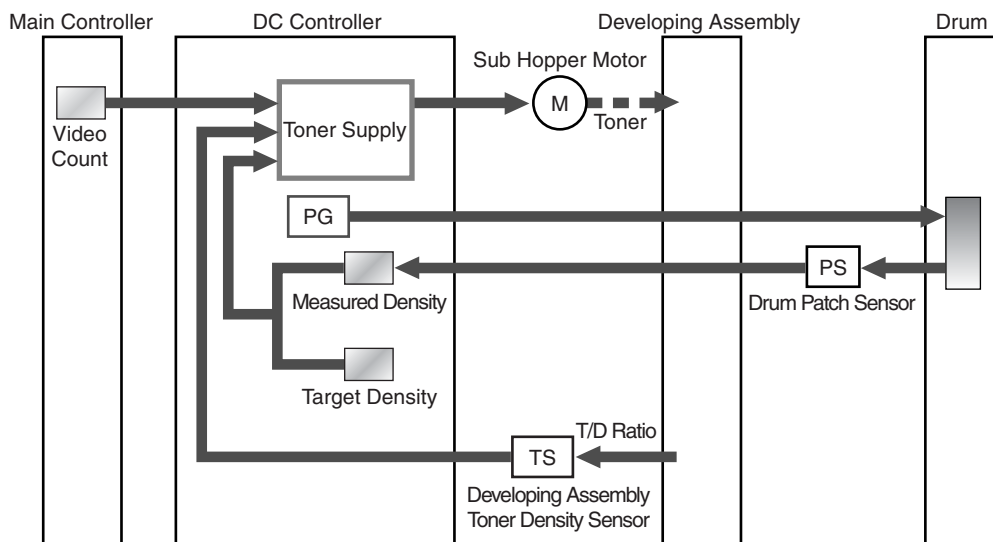 Main Controller
DC Controller
Developing Assembly
Drum
Sub Hopper Motor
M
Toner
Video
Count
Toner Supply
PG
Measured Density
PS
Drum Patch Sensor
Target Density
T/D Ratio
TS
Developing Assembly
Toner Density Sensor